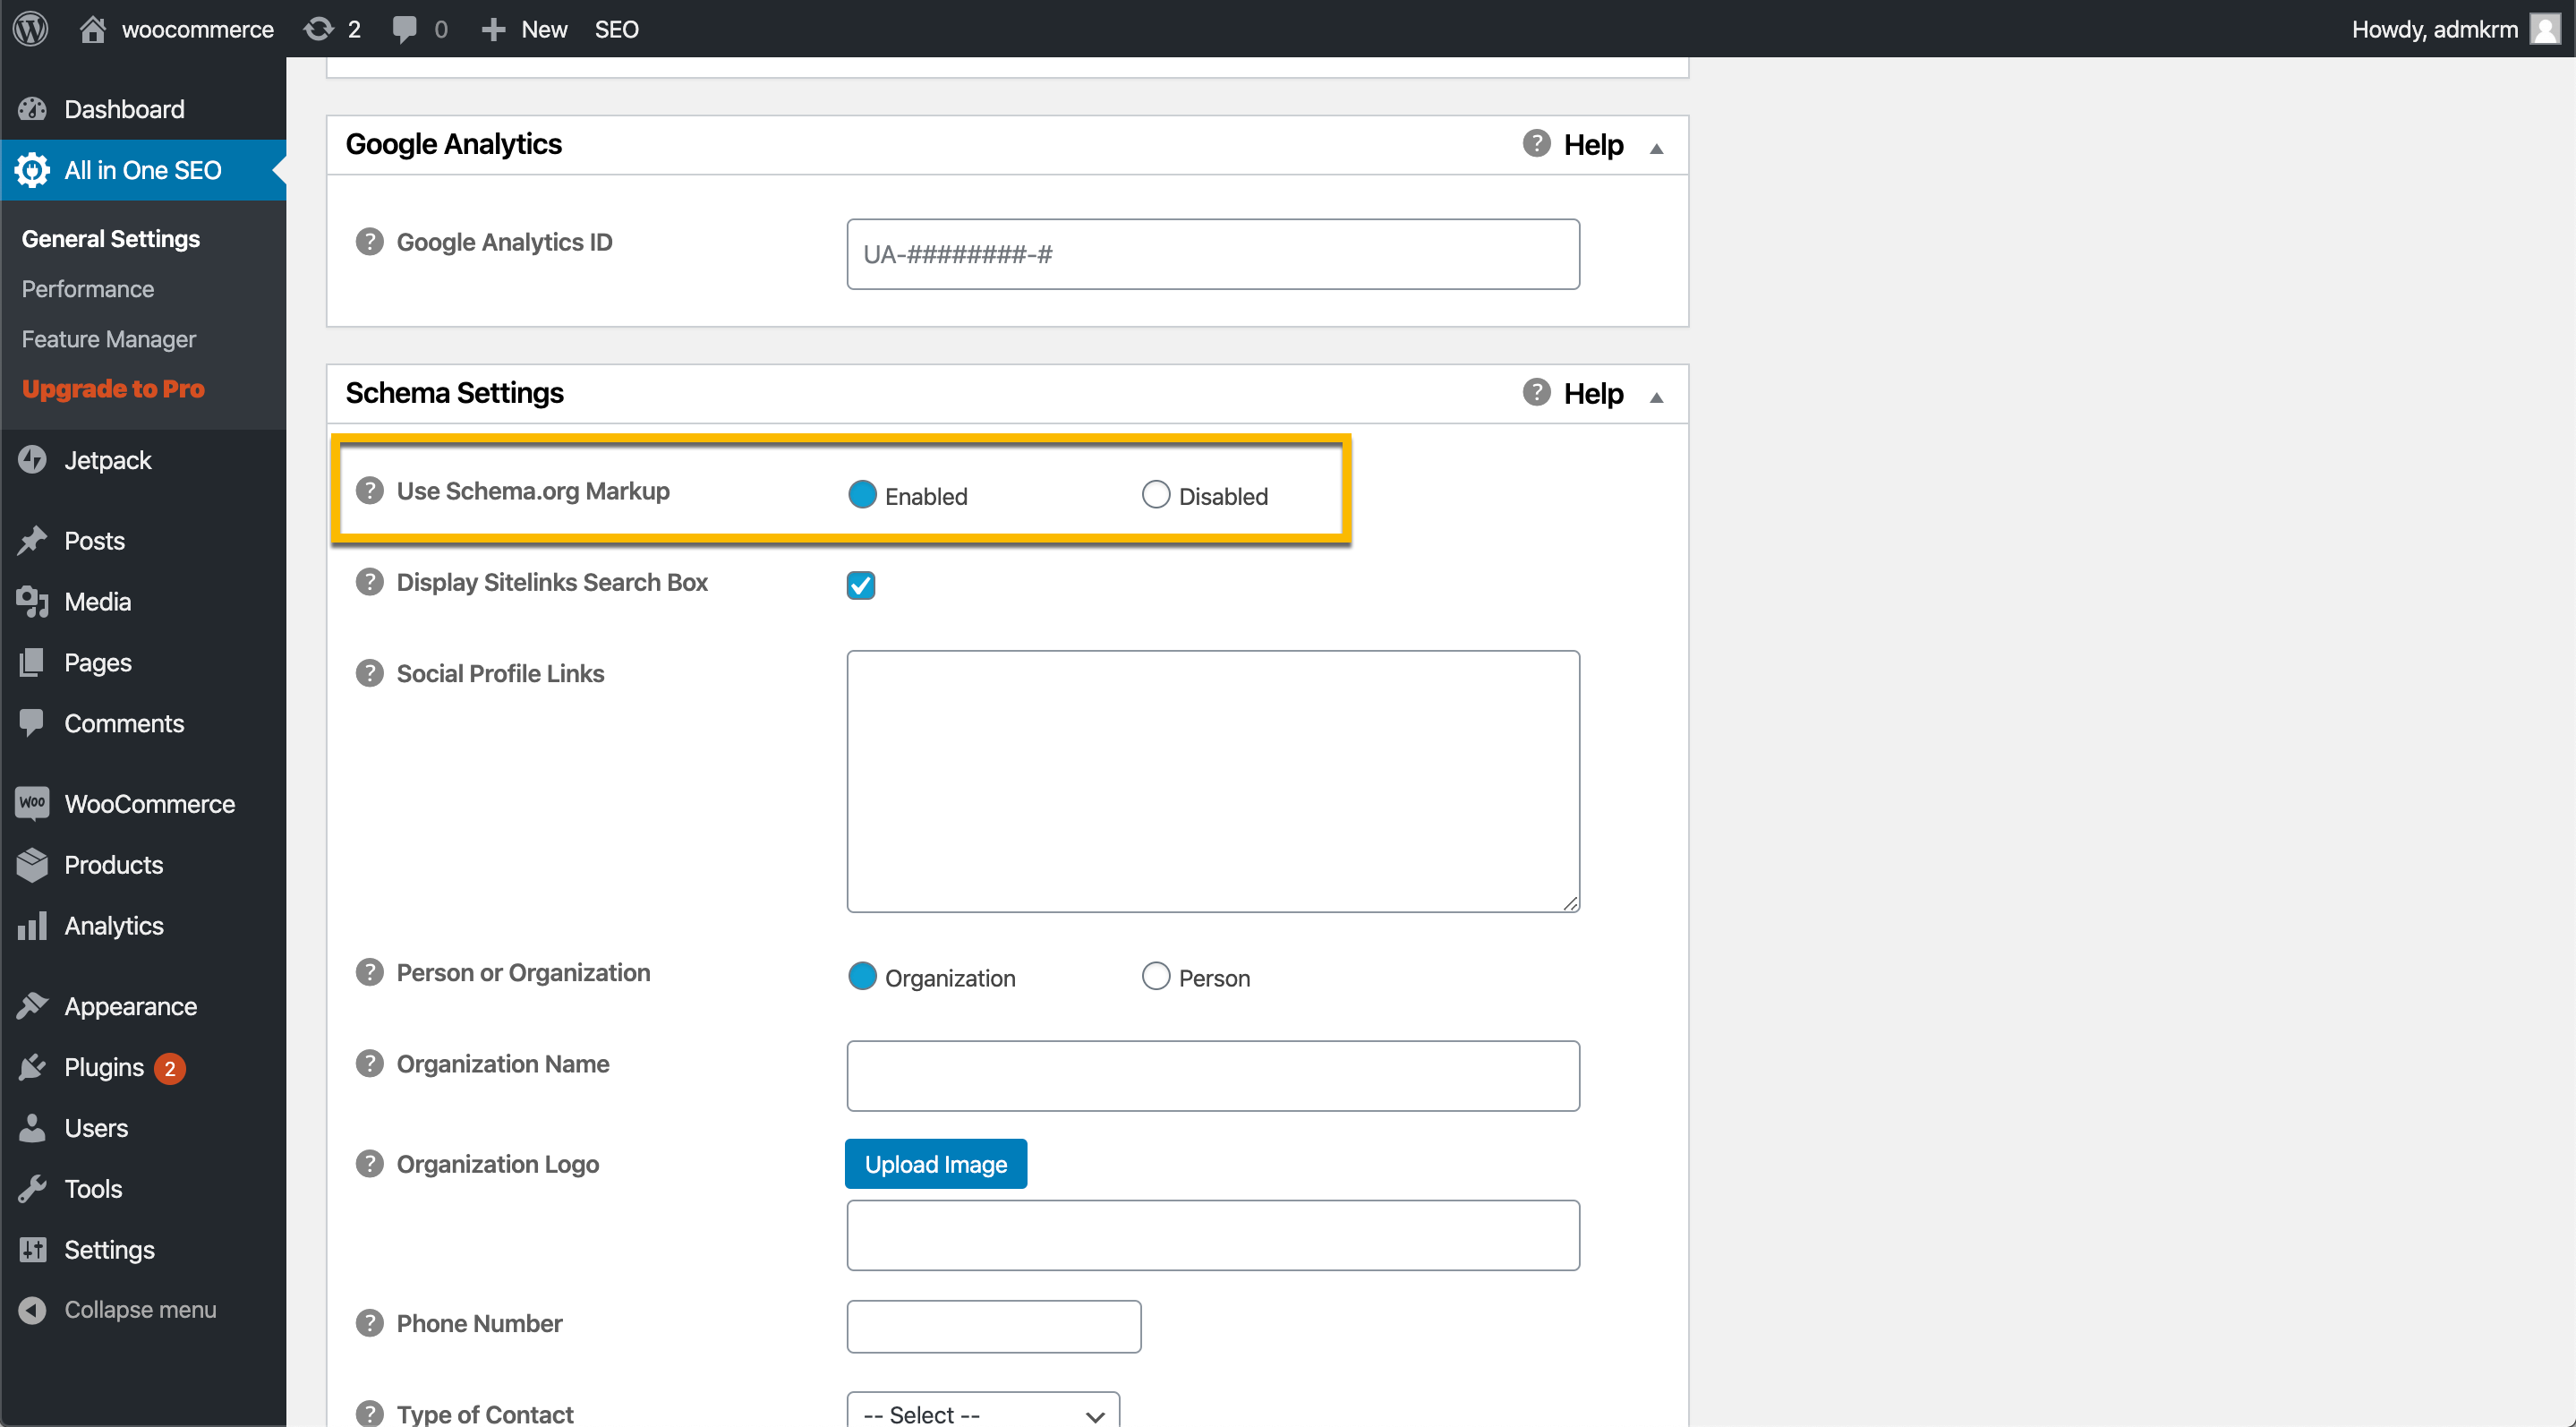 woocommerce 2 0 New SEO Howdy, admkrm
Dashboard
All in One SEO
General Settings
Performance
Feature Manager
Upgrade to Pro
Jetpack
Posts
Media
Pages
Comments
Woo WooCommerce
Products
Analytics
Appearance
Plugins 2
Users
Tools
Settings
Collapse menu
Google Analytics ? Help
? Google Analytics ID UA-########-#
Schema Settings ? Help
? Use Schema.org Markup Enabled Disabled
? Display Sitelinks Search Box
? Social Profile Links
? Person or Organization Organization Person
? Organization Name
? Organization Logo Upload Image
? Phone Number
? Type of Contact -- Select --